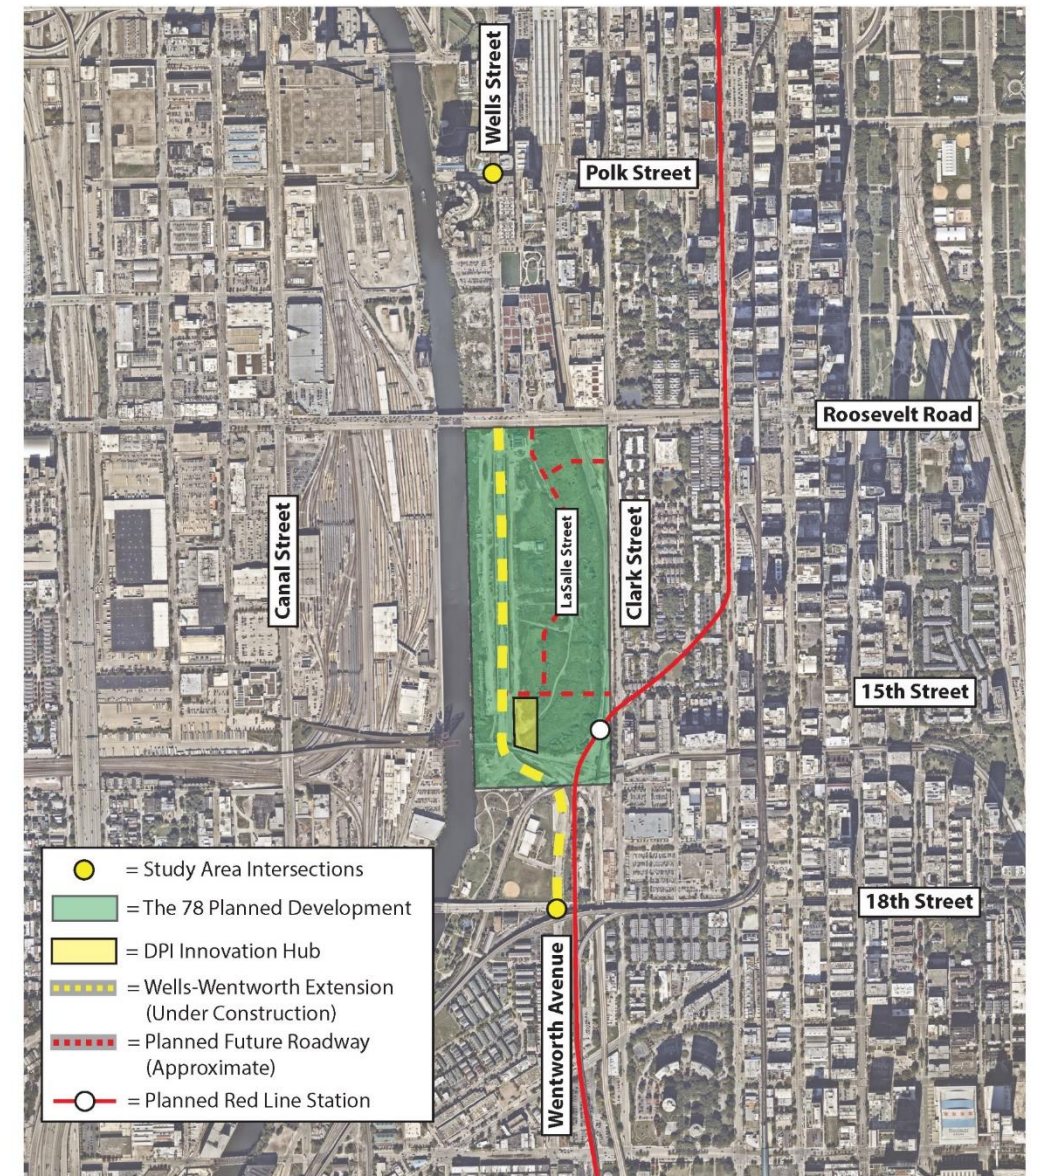 Wells Street
Polk Street
Roosevelt Road
Canal Street
LaSalle Street
Clark Street
15th Street
18th Street
Wentworth Avenue
= Study Area Intersections
= The 78 Planned Development
= DPI Innovation Hub
= Wells-Wentworth Extension
(Under Construction)
= Planned Future Roadway
(Approximate)
= Planned Red Line Station